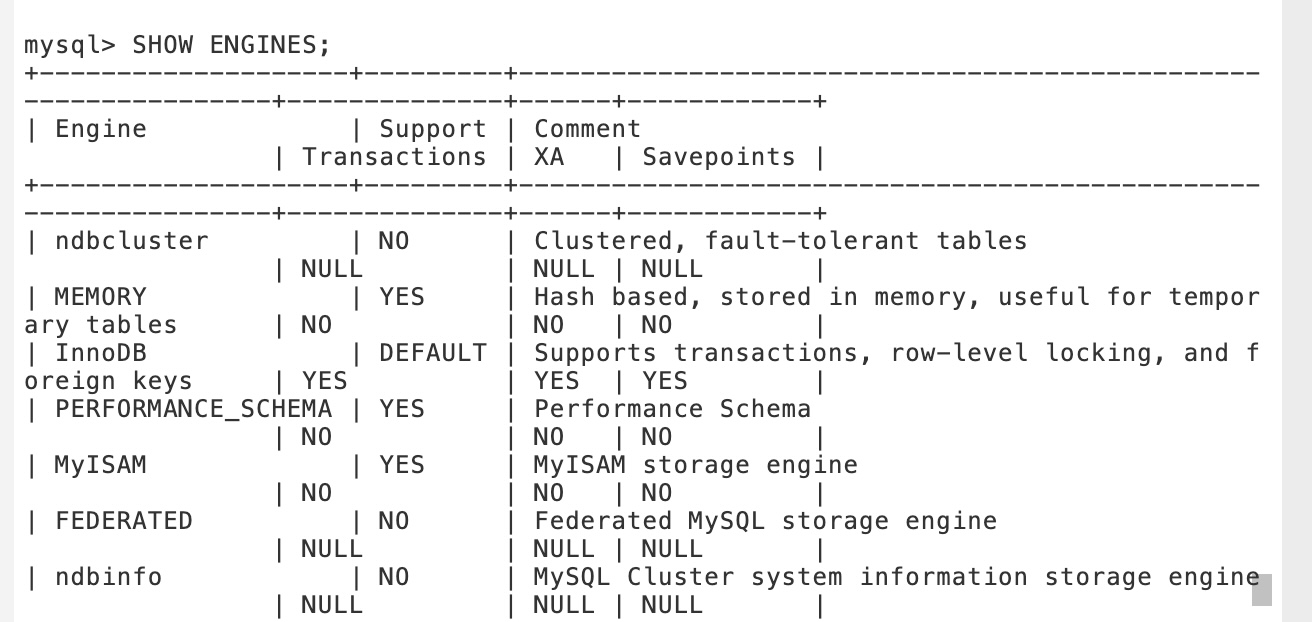 mysql> SHOW ENGINES;
+--------------------+---------+------------------------------------------------
----------------+--------------+------+------------+
| Engine             | Support | Comment
                | Transactions | XA   | Savepoints |
+--------------------+---------+------------------------------------------------
----------------+--------------+------+------------+
| ndbcluster         | NO      | Clustered, fault-tolerant tables
                | NULL         | NULL | NULL       |
| MEMORY             | YES     | Hash based, stored in memory, useful for tempor
ary tables      | NO           | NO   | NO         |
| InnoDB             | DEFAULT | Supports transactions, row-level locking, and f
oreign keys     | YES          | YES  | YES        |
| PERFORMANCE_SCHEMA | YES     | Performance Schema
                | NO           | NO   | NO         |
| MyISAM             | YES     | MyISAM storage engine
                | NO           | NO   | NO         |
| FEDERATED          | NO      | Federated MySQL storage engine
                | NULL         | NULL | NULL       |
| ndbinfo            | NO      | MySQL Cluster system information storage engine
                | NULL         | NULL | NULL       |